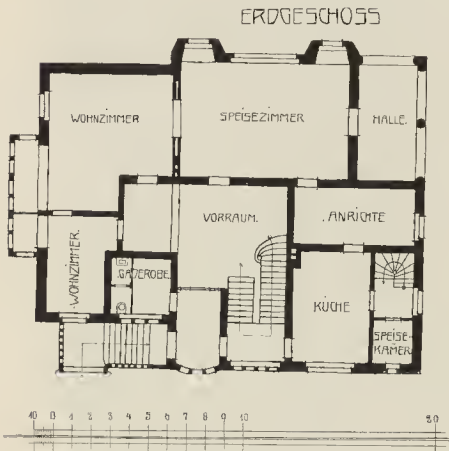 ERDGESCHOSS
WOHNZIMMER
SPEISEZIMMER
HALLE.
WOHNZIMMER.
VORRAUM.
.ANRICHTE
GADEROBE
KÜCHE
SPEISE-
KAMER.
10 0 1 2 3 4 5 6 7 8 9 10 20